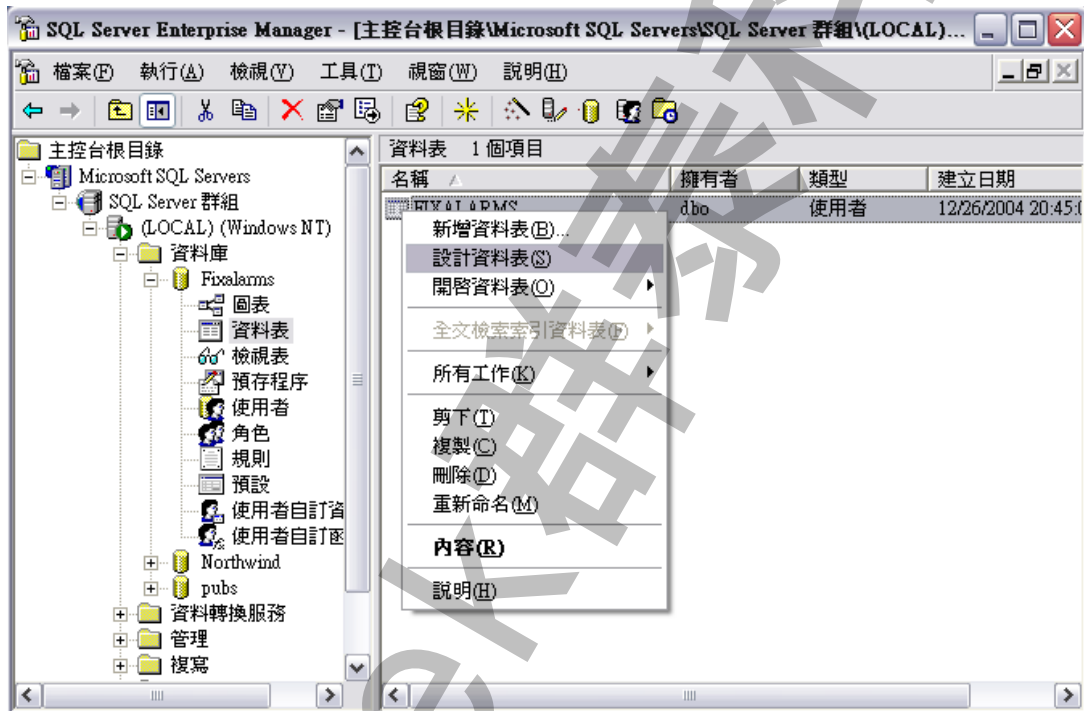 SQL Server Enterprise Manager - [主控台根目錄\Microsoft SQL Servers\SQL Server 群組\(LOCAL)...
檔案(F) 執行(A) 檢視(V) 工具(T) 視窗(W) 說明(H)
主控台根目錄
Microsoft SQL Servers
SQL Server 群組
(LOCAL) (Windows NT)
資料庫
Fixalarms
圖表
資料表
檢視表
預存程序
使用者
角色
規則
預設
使用者自訂資
使用者自訂函
Northwind
pubs
資料轉換服務
管理
複寫
資料表 1 個項目
名稱 擁有者 類型 建立日期
FIXALARMS dbo 使用者 12/26/2004 20:45:
新增資料表(B)...
設計資料表(S)
開啓資料表(O)
全文檢索索引資料表(F)
所有工作(K)
剪下(T)
複製(C)
刪除(D)
重新命名(M)
內容(R)
說明(H)